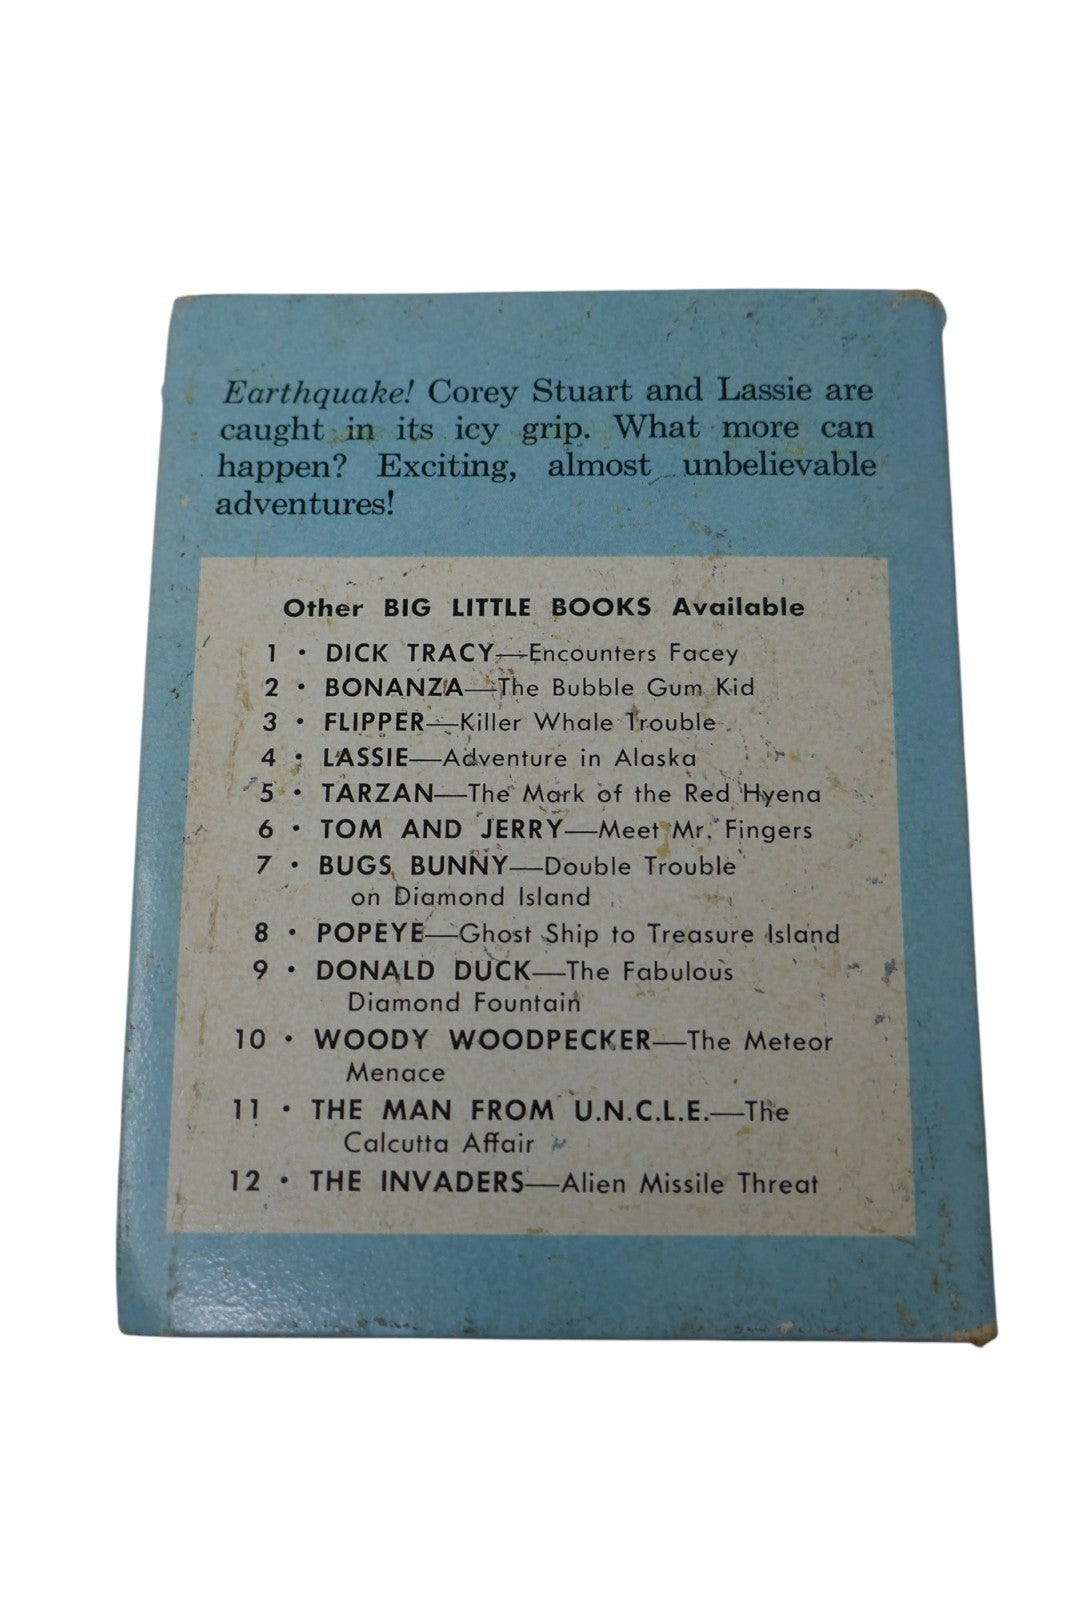 Earthquake! Corey Stuart and Lassie are
caught in its icy grip. What more can
happen? Exciting, almost unbelievable
adventures!
Other BIG LITTLE BOOKS Available
1 • DICK TRACY—Encounters Facey
2 • BONANZA—The Bubble Gum Kid
3 • FLIPPER—Killer Whale Trouble
4 • LASSIE—Adventure in Alaska
5 • TARZAN—The Mark of the Red Hyena
6 • TOM AND JERRY—Meet Mr. Fingers
7 • BUGS BUNNY—Double Trouble
on Diamond Island
8 • POPEYE—Ghost Ship to Treasure Island
9 • DONALD DUCK—The Fabulous
Diamond Fountain
10 • WOODY WOODPECKER—The Meteor
Menace
11 • THE MAN FROM U.N.C.L.E.—The
Calcutta Affair
12 • THE INVADERS—Alien Missile Threat